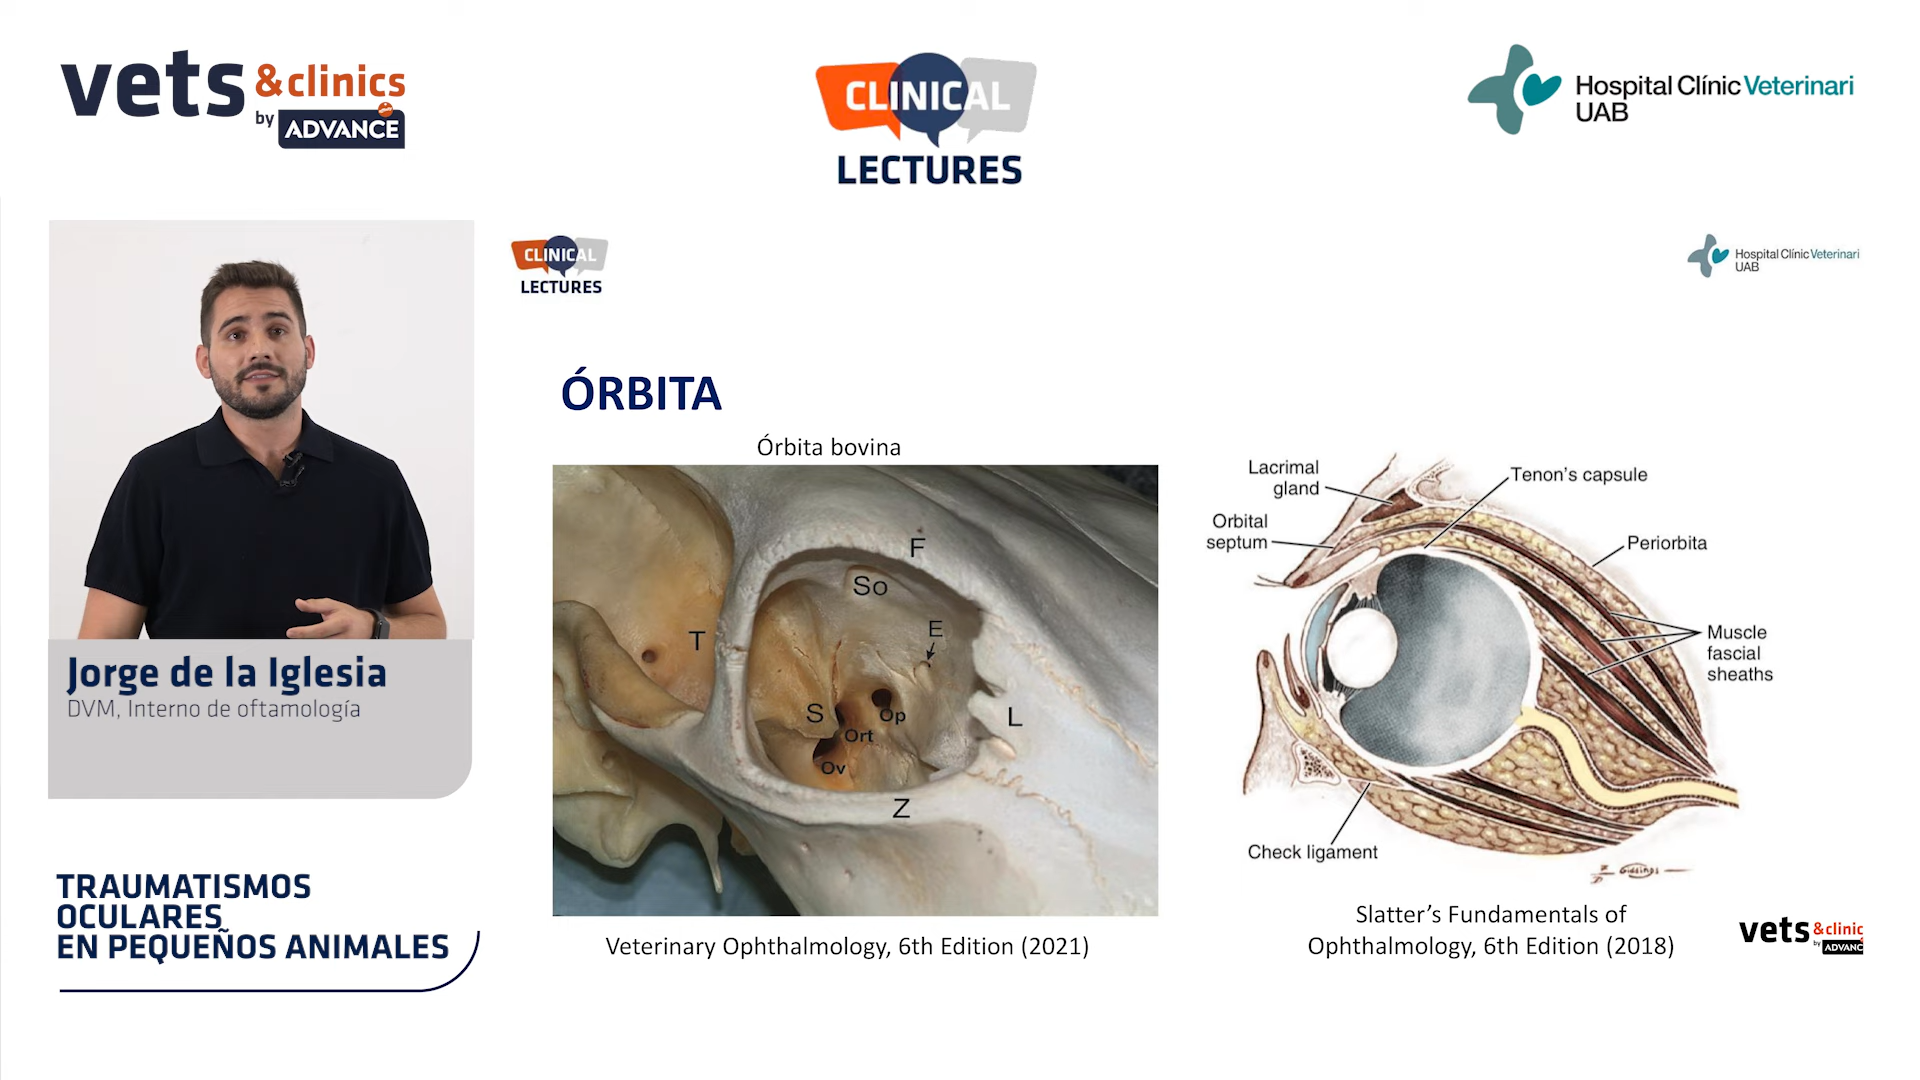 vets &clinics
by ADVANCE
CLINICAL
LECTURES
Hospital Clínic Veterinari
UAB
CLINICAL
LECTURES
Hospital Clínic Veterinari
UAB
Jorge de la Iglesia
DVM, Interno de oftamología
TRAUMATISMOS
OCULARES
EN PEQUEÑOS ANIMALES
ÓRBITA
Órbita bovina
F
So
E
T
S
Op
L
Ort
Ov
Z
Veterinary Ophthalmology, 6th Edition (2021)
Lacrimal
gland
Tenon's capsule
Orbital
septum
Periorbita
Muscle
fascial
sheaths
Check ligament
Slatter's Fundamentals of
Ophthalmology, 6th Edition (2018)
vets &clinic
by ADVANC